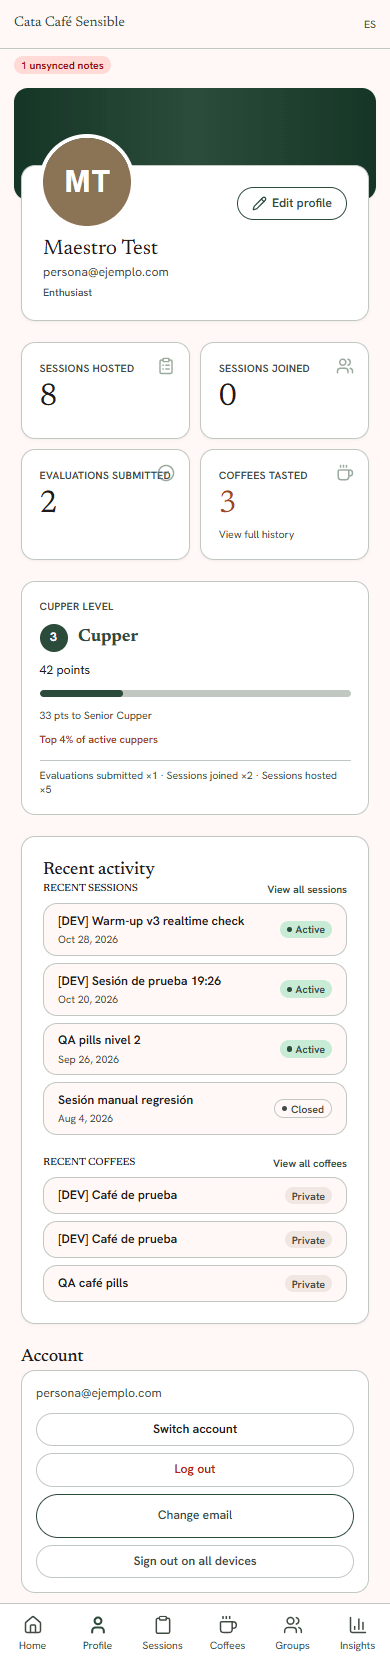 Cata Café Sensible
ES
1 unsynced notes
MT
Edit profile
Maestro Test
persona@ejemplo.com
Enthusiast
SESSIONS HOSTED
8
SESSIONS JOINED
0
EVALUATIONS SUBMITTED
2
COFFEES TASTED
3
View full history
CUPPER LEVEL
3 Cupper
42 points
33 pts to Senior Cupper
Top 4% of active cuppers
Evaluations submitted ×1 · Sessions joined ×2 · Sessions hosted
×5
Recent activity
RECENT SESSIONS
View all sessions
[DEV] Warm-up v3 realtime check
Oct 28, 2026
Active
[DEV] Sesión de prueba 19:26
Oct 20, 2026
Active
QA pills nivel 2
Sep 26, 2026
Active
Sesión manual regresión
Aug 4, 2026
Closed
RECENT COFFEES
View all coffees
[DEV] Café de prueba
Private
[DEV] Café de prueba
Private
QA café pills
Private
Account
persona@ejemplo.com
Switch account
Log out
Change email
Sign out on all devices
Home
Profile
Sessions
Coffees
Groups
Insights